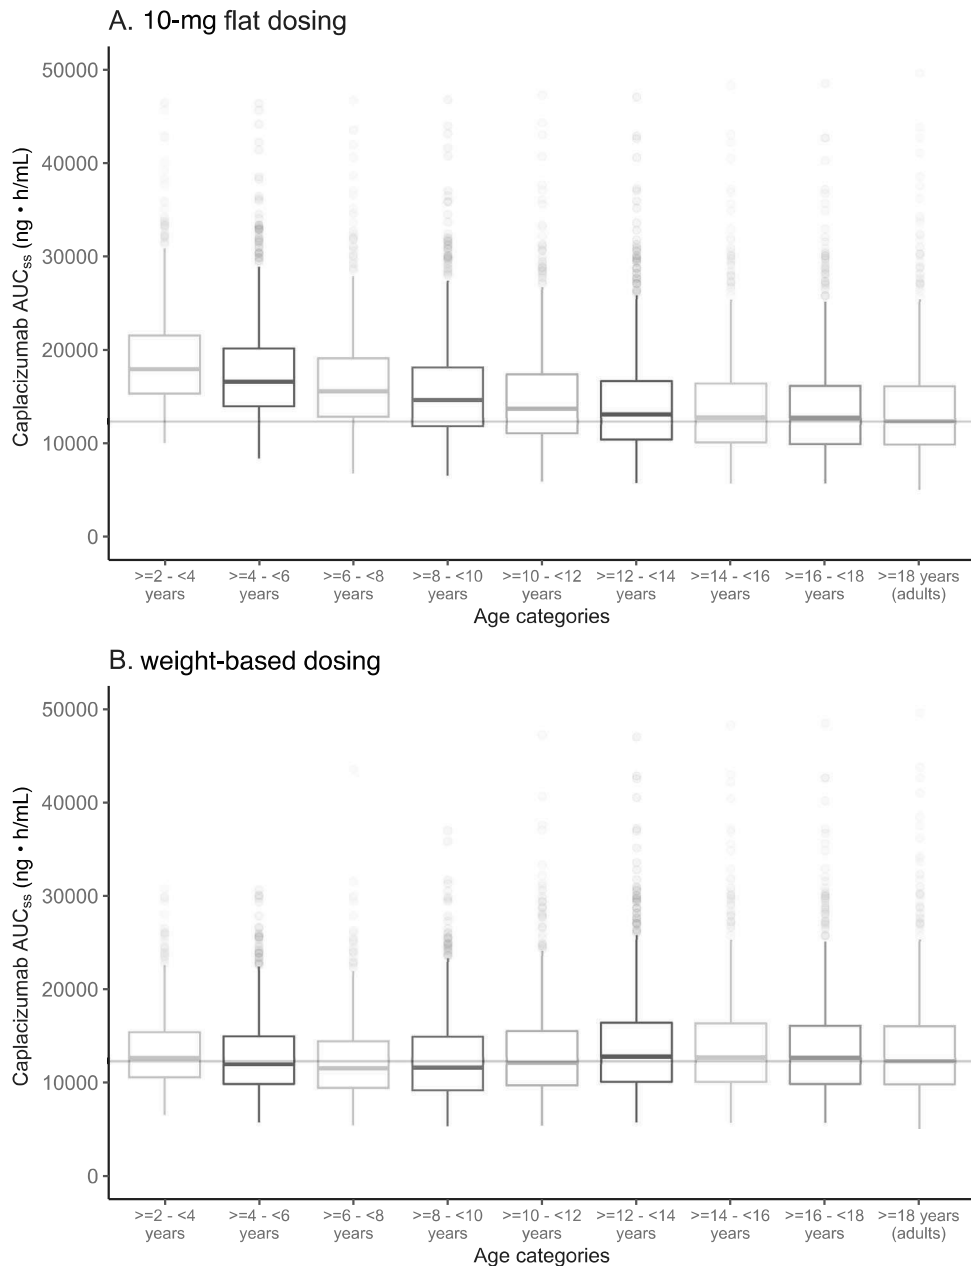 A. 10-mg flat dosing
Caplacizumab AUCss (ng • h/mL)
50000
40000
30000
20000
10000
0
>=2 - <4 years
>=4 - <6 years
>=6 - <8 years
>=8 - <10 years
>=10 - <12 years
>=12 - <14 years
>=14 - <16 years
>=16 - <18 years
>=18 years (adults)
Age categories
B. weight-based dosing
Caplacizumab AUCss (ng • h/mL)
50000
40000
30000
20000
10000
0
>=2 - <4 years
>=4 - <6 years
>=6 - <8 years
>=8 - <10 years
>=10 - <12 years
>=12 - <14 years
>=14 - <16 years
>=16 - <18 years
>=18 years (adults)
Age categories